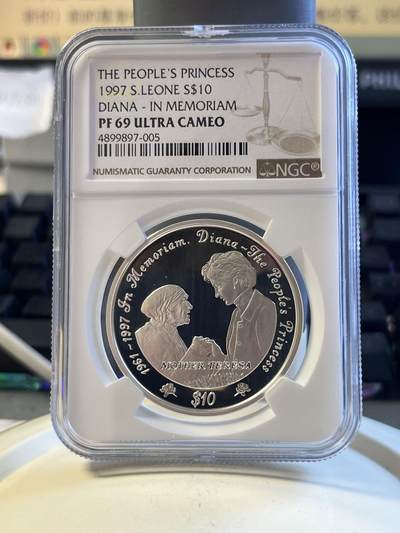 THE PEOPLE'S PRINCESS
1997 S.LEONE S$10
DIANA - IN MEMORIAM
PF 69 ULTRA CAMEO
4899897-005
NUMISMATIC GUARANTY CORPORATION NGC®
1961-1997 In Memoriam. Diana-The People's Princess
MOTHER TERESA
$10
PHIL